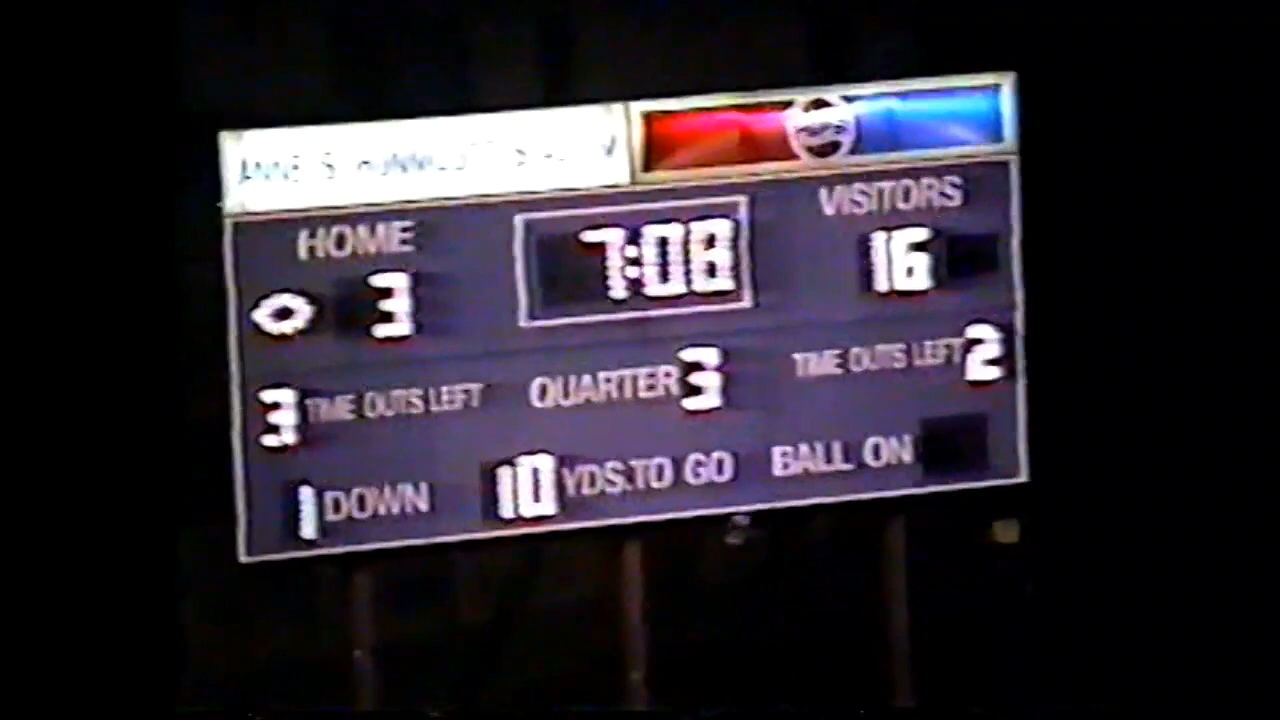 ANNE S.
HOME 7:08 VISITORS
3 16
3 TIME OUTS LEFT QUARTER 3 TIME OUTS LEFT 2
1 DOWN 10 YDS.TO GO BALL ON